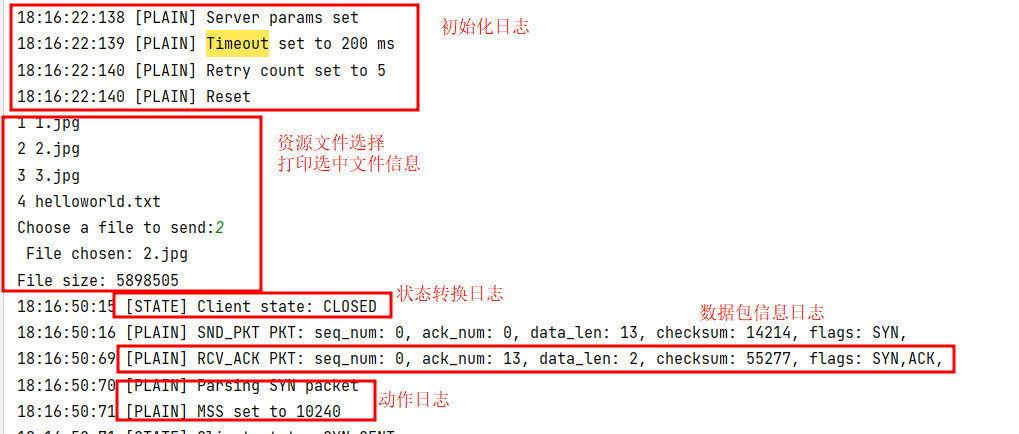 18:16:22:138 [PLAIN] Server params set
初始化日志
18:16:22:139 [PLAIN] Timeout set to 200 ms
18:16:22:140 [PLAIN] Retry count set to 5
18:16:22:140 [PLAIN] Reset
1 1.jpg
资源文件选择
2 2.jpg
打印选中文件信息
3 3.jpg
4 helloworld.txt
Choose a file to send:2
File chosen: 2.jpg
File size: 5898505
状态转换日志
18:16:50:15 [STATE] Client state: CLOSED
数据包信息日志
18:16:50:16 [PLAIN] SND_PKT PKT: seq_num: 0, ack_num: 0, data_len: 13, checksum: 14214, flags: SYN,
18:16:50:69 [PLAIN] RCV_ACK PKT: seq_num: 0, ack_num: 13, data_len: 2, checksum: 55277, flags: SYN,ACK,
18:16:50:70 [PLAIN] Parsing SYN packet
动作日志
18:16:50:71 [PLAIN] MSS set to 10240
18:16:50:71 [STATE] Client state: SYN_SENT